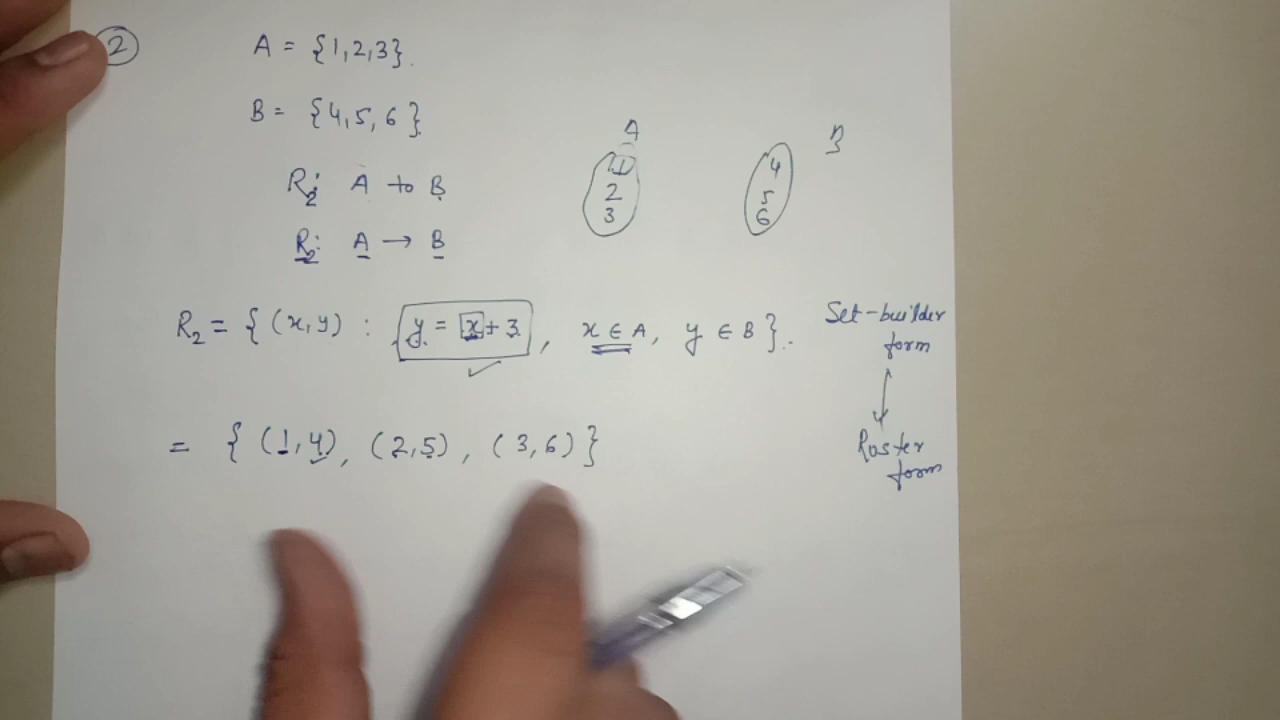 ②
A = {1,2,3}.
B = {4,5,6}.
R₂: A to B
R₂: A → B
A
1
2
3
B
4
5
6
R₂ = { (x,y) : y = x + 3, x ∈ A, y ∈ B}.
Set-builder
form
= { (1,4), (2,5), (3,6) }
Roster
form